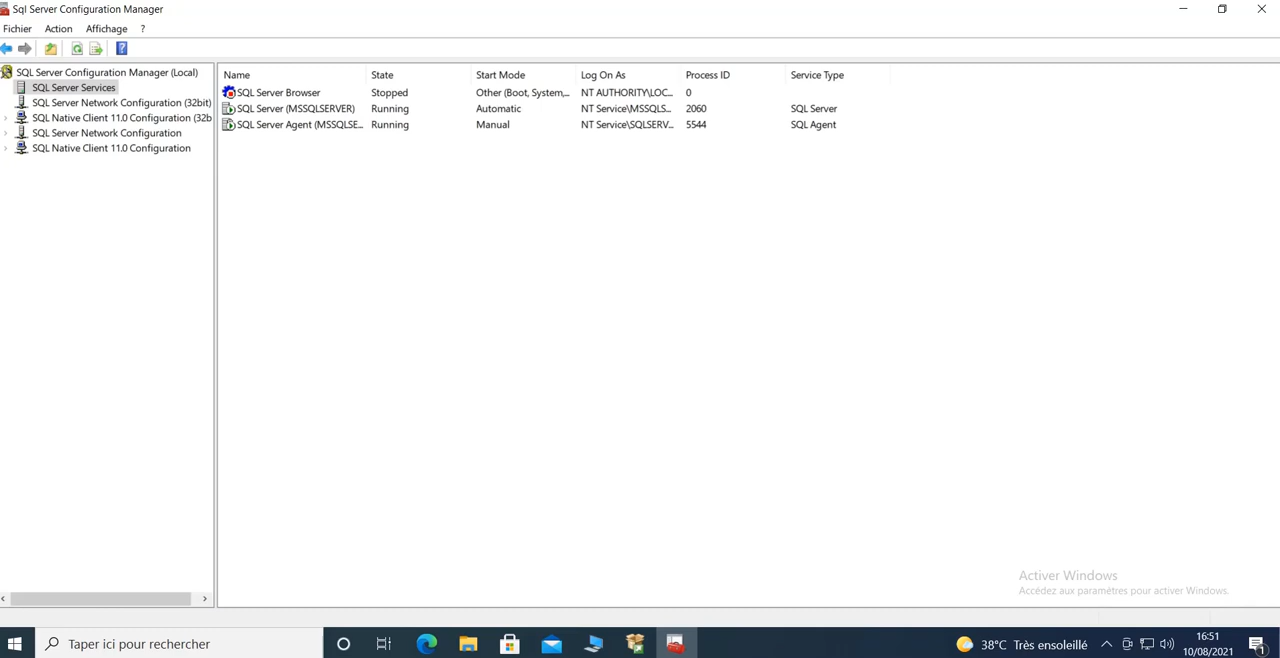 Sql Server Configuration Manager
Fichier Action Affichage ?
SQL Server Configuration Manager (Local)
SQL Server Services
SQL Server Network Configuration (32bit)
SQL Native Client 11.0 Configuration (32b
SQL Server Network Configuration
SQL Native Client 11.0 Configuration
Name State Start Mode Log On As Process ID Service Type
SQL Server Browser Stopped Other (Boot, System,... NT AUTHORITY\LOC... 0
SQL Server (MSSQLSERVER) Running Automatic NT Service\MSSQLS... 2060 SQL Server
SQL Server Agent (MSSQLSE... Running Manual NT Service\SQLSERV... 5544 SQL Agent
Activer Windows
Accédez aux paramètres pour activer Windows.
Taper ici pour rechercher
38°C Très ensoleillé
16:51
10/08/2021
1